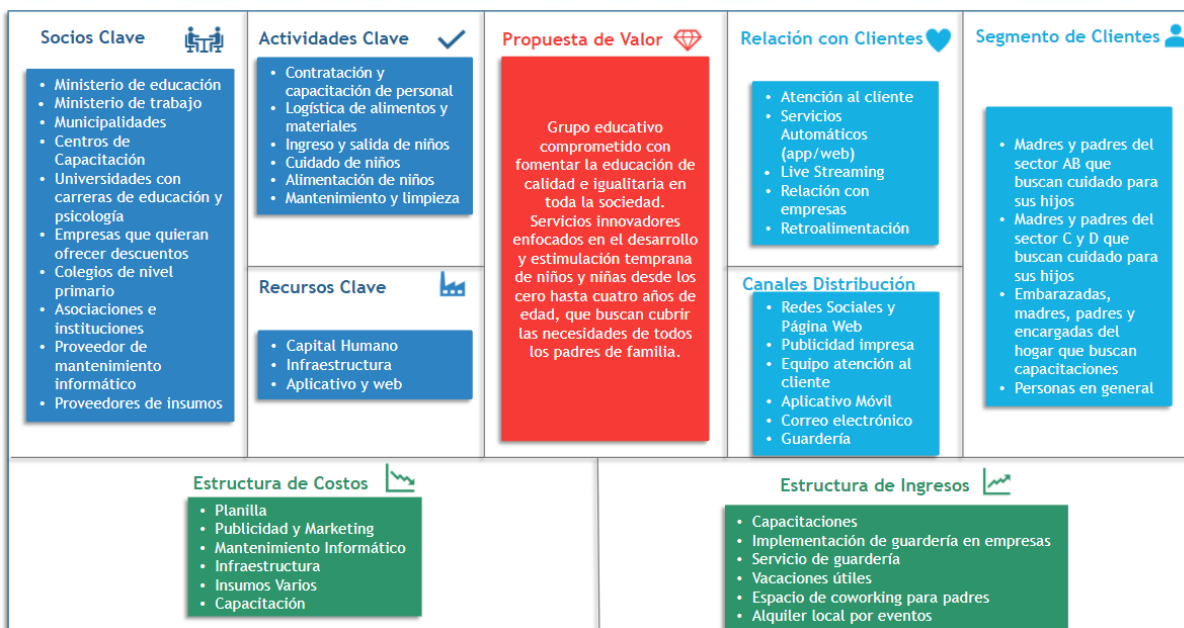 Socios Clave
• Ministerio de educación
• Ministerio de trabajo
• Municipalidades
• Centros de
Capacitación
• Universidades con
carreras de educación y
psicología
• Empresas que quieran
ofrecer descuentos
• Colegios de nivel
primario
• Asociaciones e
instituciones
• Proveedor de
mantenimiento
informático
• Proveedores de insumos
Actividades Clave
• Contratación y
capacitación de personal
• Logística de alimentos y
materiales
• Ingreso y salida de niños
• Cuidado de niños
• Alimentación de niños
• Mantenimiento y limpieza
Recursos Clave
• Capital Humano
• Infraestructura
• Aplicativo y web
Propuesta de Valor
Grupo educativo
comprometido con
fomentar la educación de
calidad e igualitaria en
toda la sociedad.
Servicios innovadores
enfocados en el desarrollo
y estimulación temprana
de niños y niñas desde los
cero hasta cuatro años de
edad, que buscan cubrir
las necesidades de todos
los padres de familia.
Relación con Clientes
• Atención al cliente
• Servicios
Automáticos
(app/web)
• Live Streaming
• Relación con
empresas
• Retroalimentación
Canales Distribución
• Redes Sociales y
Página Web
• Publicidad impresa
• Equipo atención al
cliente
• Aplicativo Móvil
• Correo electrónico
• Guardería
Segmento de Clientes
• Madres y padres del
sector AB que
buscan cuidado para
sus hijos
• Madres y padres del
sector C y D que
buscan cuidado para
sus hijos
• Embarazadas,
madres, padres y
encargadas del
hogar que buscan
capacitaciones
• Personas en general
Estructura de Costos
• Planilla
• Publicidad y Marketing
• Mantenimiento Informático
• Infraestructura
• Insumos Varios
• Capacitación
Estructura de Ingresos
• Capacitaciones
• Implementación de guardería en empresas
• Servicio de guardería
• Vacaciones útiles
• Espacio de coworking para padres
• Alquiler local por eventos